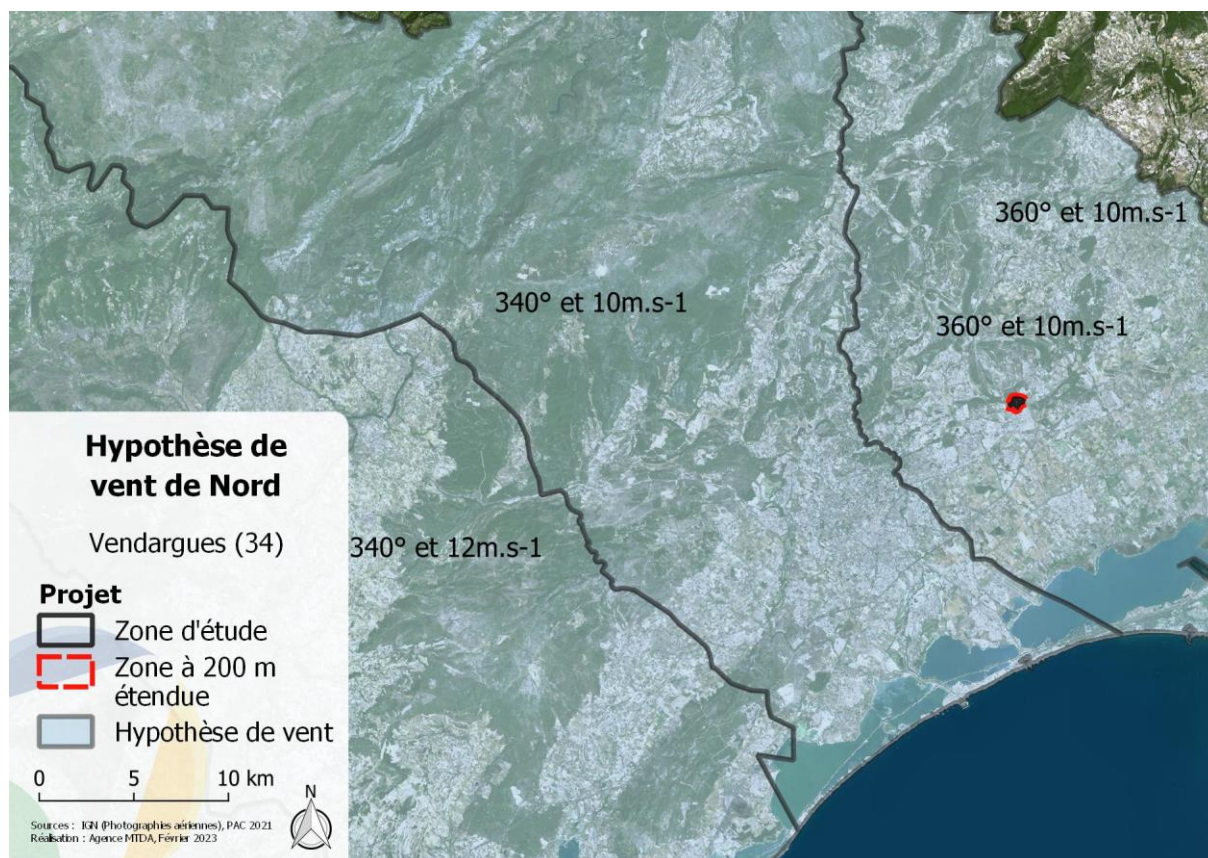 360° et 10m.s-1
340° et 10m.s-1
360° et 10m.s-1
340° et 12m.s-1
Hypothèse de
vent de Nord
Vendargues (34)
Projet
Zone d'étude
Zone à 200 m
étendue
Hypothèse de vent
0 5 10 km
N
Sources : IGN (Photographies aériennes), PAC 2021
Réalisation : Agence MTDA, Février 2023